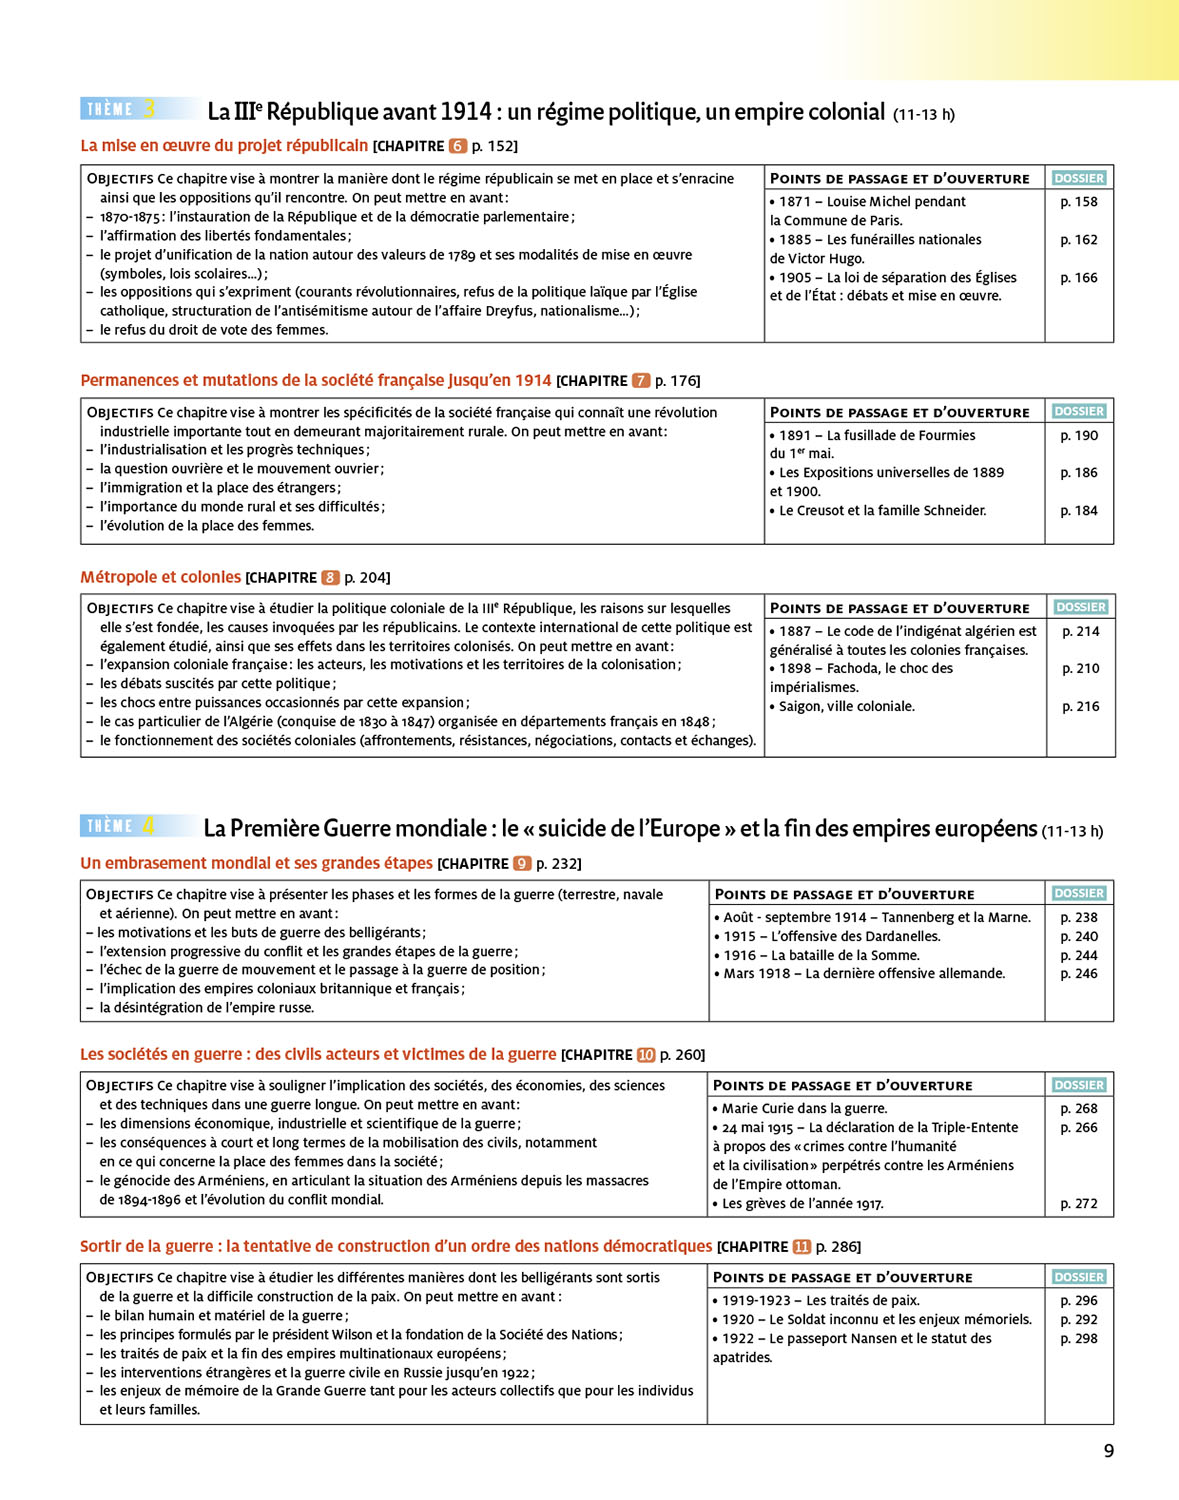 THÈME 3 La IIIe République avant 1914 : un régime politique, un empire colonial (11-13 h)
La mise en œuvre du projet républicain [CHAPITRE 6 p. 152]
OBJECTIFS Ce chapitre vise à montrer la manière dont le régime républicain se met en place et s’enracine
ainsi que les oppositions qu’il rencontre. On peut mettre en avant :
– 1870-1875 : l’instauration de la République et de la démocratie parlementaire ;
– l’affirmation des libertés fondamentales ;
– le projet d’unification de la nation autour des valeurs de 1789 et ses modalités de mise en œuvre
(symboles, lois scolaires…) ;
– les oppositions qui s’expriment (courants révolutionnaires, refus de la politique laïque par l’Église
catholique, structuration de l’antisémitisme autour de l’affaire Dreyfus, nationalisme…) ;
– le refus du droit de vote des femmes.
POINTS DE PASSAGE ET D’OUVERTURE DOSSIER
• 1871 – Louise Michel pendant p. 158
la Commune de Paris.
• 1885 – Les funérailles nationales p. 162
de Victor Hugo.
• 1905 – La loi de séparation des Églises p. 166
et de l’État : débats et mise en œuvre.
Permanences et mutations de la société française jusqu’en 1914 [CHAPITRE 7 p. 176]
OBJECTIFS Ce chapitre vise à montrer les spécificités de la société française qui connaît une révolution
industrielle importante tout en demeurant majoritairement rurale. On peut mettre en avant :
– l’industrialisation et les progrès techniques ;
– la question ouvrière et le mouvement ouvrier ;
– l’immigration et la place des étrangers ;
– l’importance du monde rural et ses difficultés ;
– l’évolution de la place des femmes.
POINTS DE PASSAGE ET D’OUVERTURE DOSSIER
• 1891 – La fusillade de Fourmies p. 190
du 1er mai.
• Les Expositions universelles de 1889 p. 186
et 1900.
• Le Creusot et la famille Schneider. p. 184
Métropole et colonies [CHAPITRE 8 p. 204]
OBJECTIFS Ce chapitre vise à étudier la politique coloniale de la IIIe République, les raisons sur lesquelles
elle s’est fondée, les causes invoquées par les républicains. Le contexte international de cette politique est
également étudié, ainsi que ses effets dans les territoires colonisés. On peut mettre en avant :
– l’expansion coloniale française : les acteurs, les motivations et les territoires de la colonisation ;
– les débats suscités par cette politique ;
– les chocs entre puissances occasionnés par cette expansion ;
– le cas particulier de l’Algérie (conquise de 1830 à 1847) organisée en départements français en 1848 ;
– le fonctionnement des sociétés coloniales (affrontements, résistances, négociations, contacts et échanges).
POINTS DE PASSAGE ET D’OUVERTURE DOSSIER
• 1887 – Le code de l’indigénat algérien est p. 214
généralisé à toutes les colonies françaises.
• 1898 – Fachoda, le choc des p. 210
impérialismes.
• Saigon, ville coloniale. p. 216
THÈME 4 La Première Guerre mondiale : le « suicide de l’Europe » et la fin des empires européens (11-13 h)
Un embrasement mondial et ses grandes étapes [CHAPITRE 9 p. 232]
OBJECTIFS Ce chapitre vise à présenter les phases et les formes de la guerre (terrestre, navale
et aérienne). On peut mettre en avant :
– les motivations et les buts de guerre des belligérants ;
– l’extension progressive du conflit et les grandes étapes de la guerre ;
– l’échec de la guerre de mouvement et le passage à la guerre de position ;
– l’implication des empires coloniaux britannique et français ;
– la désintégration de l’empire russe.
POINTS DE PASSAGE ET D’OUVERTURE DOSSIER
• Août - septembre 1914 – Tannenberg et la Marne. p. 238
• 1915 – L’offensive des Dardanelles. p. 240
• 1916 – La bataille de la Somme. p. 244
• Mars 1918 – La dernière offensive allemande. p. 246
Les sociétés en guerre : des civils acteurs et victimes de la guerre [CHAPITRE 10 p. 260]
OBJECTIFS Ce chapitre vise à souligner l’implication des sociétés, des économies, des sciences
et des techniques dans une guerre longue. On peut mettre en avant :
– les dimensions économique, industrielle et scientifique de la guerre ;
– les conséquences à court et long termes de la mobilisation des civils, notamment
en ce qui concerne la place des femmes dans la société ;
– le génocide des Arméniens, en articulant la situation des Arméniens depuis les massacres
de 1894-1896 et l’évolution du conflit mondial.
POINTS DE PASSAGE ET D’OUVERTURE DOSSIER
• Marie Curie dans la guerre. p. 268
• 24 mai 1915 – La déclaration de la Triple-Entente p. 266
à propos des « crimes contre l’humanité
et la civilisation » perpétrés contre les Arméniens
de l’Empire ottoman.
• Les grèves de l’année 1917. p. 272
Sortir de la guerre : la tentative de construction d’un ordre des nations démocratiques [CHAPITRE 11 p. 286]
OBJECTIFS Ce chapitre vise à étudier les différentes manières dont les belligérants sont sortis
de la guerre et la difficile construction de la paix. On peut mettre en avant :
– le bilan humain et matériel de la guerre ;
– les principes formulés par le président Wilson et la fondation de la Société des Nations ;
– les traités de paix et la fin des empires multinationaux européens ;
– les interventions étrangères et la guerre civile en Russie jusqu’en 1922 ;
– les enjeux de mémoire de la Grande Guerre tant pour les acteurs collectifs que pour les individus
et leurs familles.
POINTS DE PASSAGE ET D’OUVERTURE DOSSIER
• 1919-1923 – Les traités de paix. p. 296
• 1920 – Le Soldat inconnu et les enjeux mémoriels. p. 292
• 1922 – Le passeport Nansen et le statut des p. 298
apatrides.
9